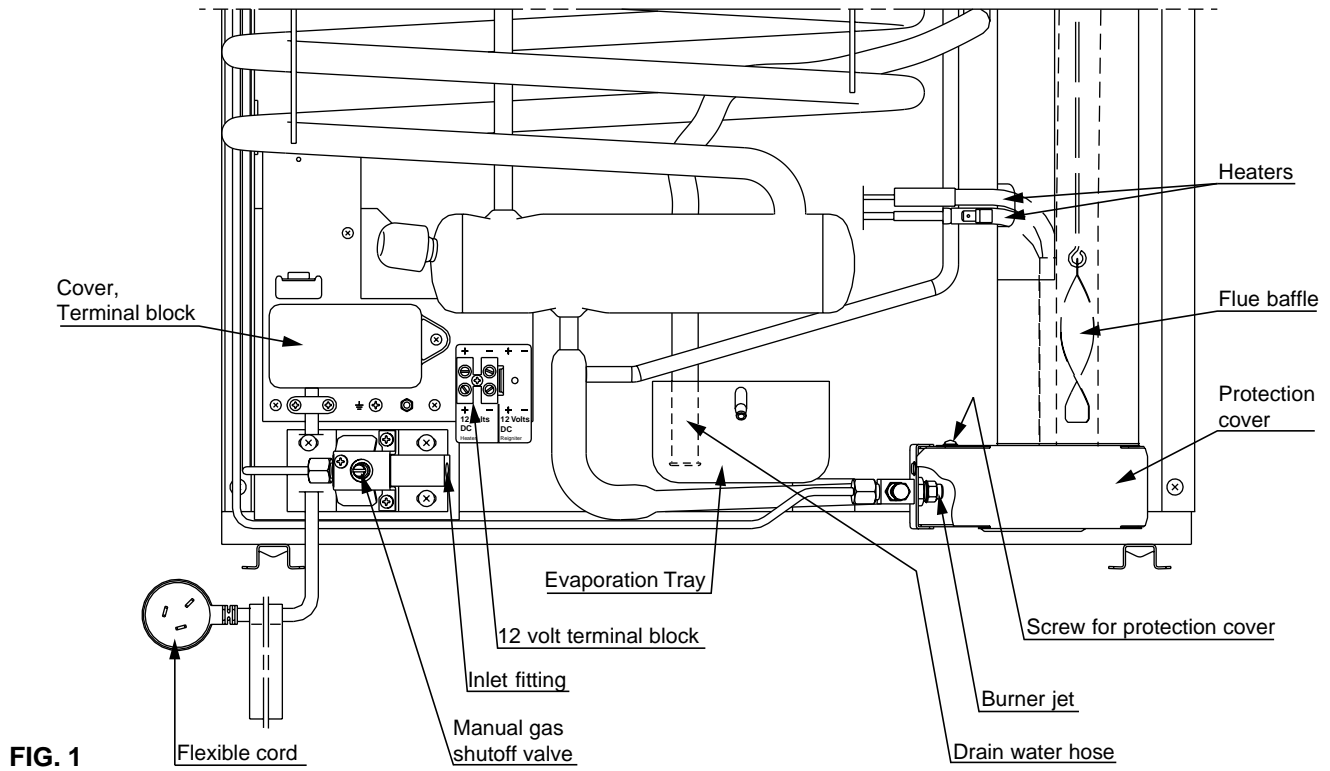 Heaters
Cover,
Terminal block
Flue baffle
Protection
cover
+ − + −
+ − + −
12 Volts 12 Volts
DC DC
Heater Reigniter
Evaporation Tray
12 volt terminal block
Screw for protection cover
Inlet fitting
Burner jet
Manual gas
shutoff valve
Flexible cord
Drain water hose
FIG. 1